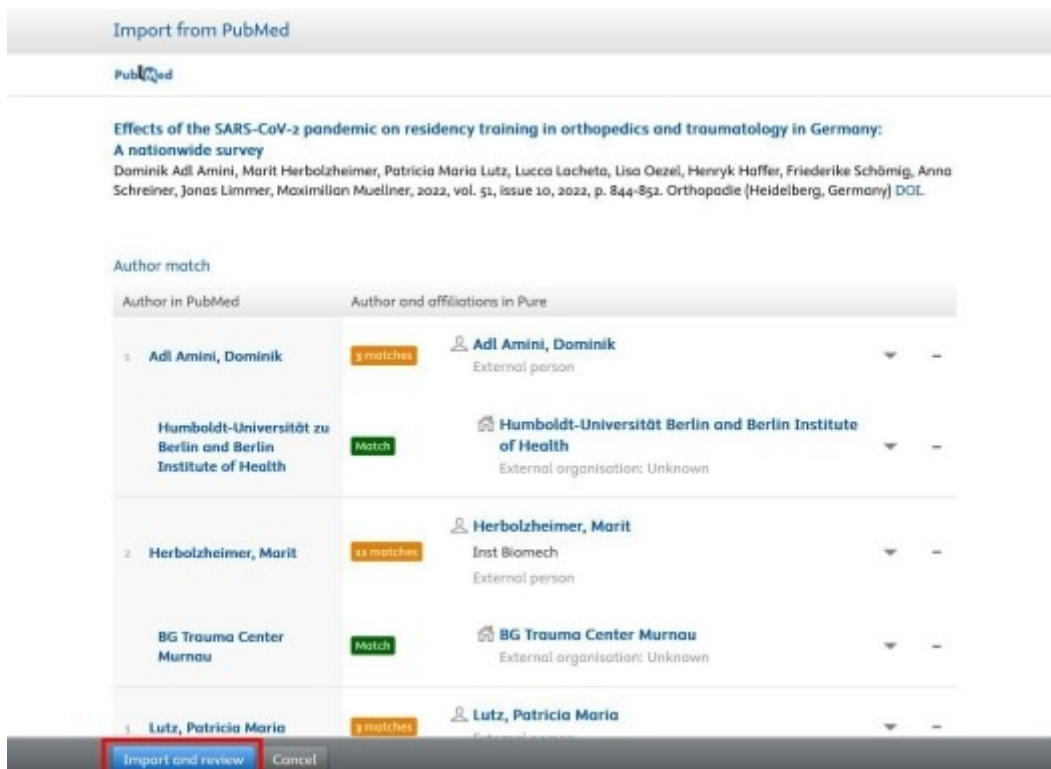 Import from PubMed
PubMed
Effects of the SARS-CoV-2 pandemic on residency training in orthopedics and traumatology in Germany:
A nationwide survey
Dominik Adl Amini, Marit Herbolzheimer, Patricia Maria Lutz, Lucca Lacheta, Lisa Oezel, Henryk Haffer, Friederike Schömig, Anna
Schreiner, Jonas Limmer, Maximilian Muellner, 2022, vol. 51, issue 10, 2022, p. 844-852. Orthopadie (Heidelberg, Germany) DOI.
Author match
Author in PubMed Author and affiliations in Pure
1 Adl Amini, Dominik 3 matches Adl Amini, Dominik
External person
Humboldt-Universität zu
Berlin and Berlin
Institute of Health
Match
Humboldt-Universität Berlin and Berlin Institute
of Health
External organisation: Unknown
2 Herbolzheimer, Marit 11 matches Herbolzheimer, Marit
Inst Biomech
External person
BG Trauma Center
Murnau
Match
BG Trauma Center Murnau
External organisation: Unknown
3 Lutz, Patricia Maria 3 matches Lutz, Patricia Maria
Import and review Cancel